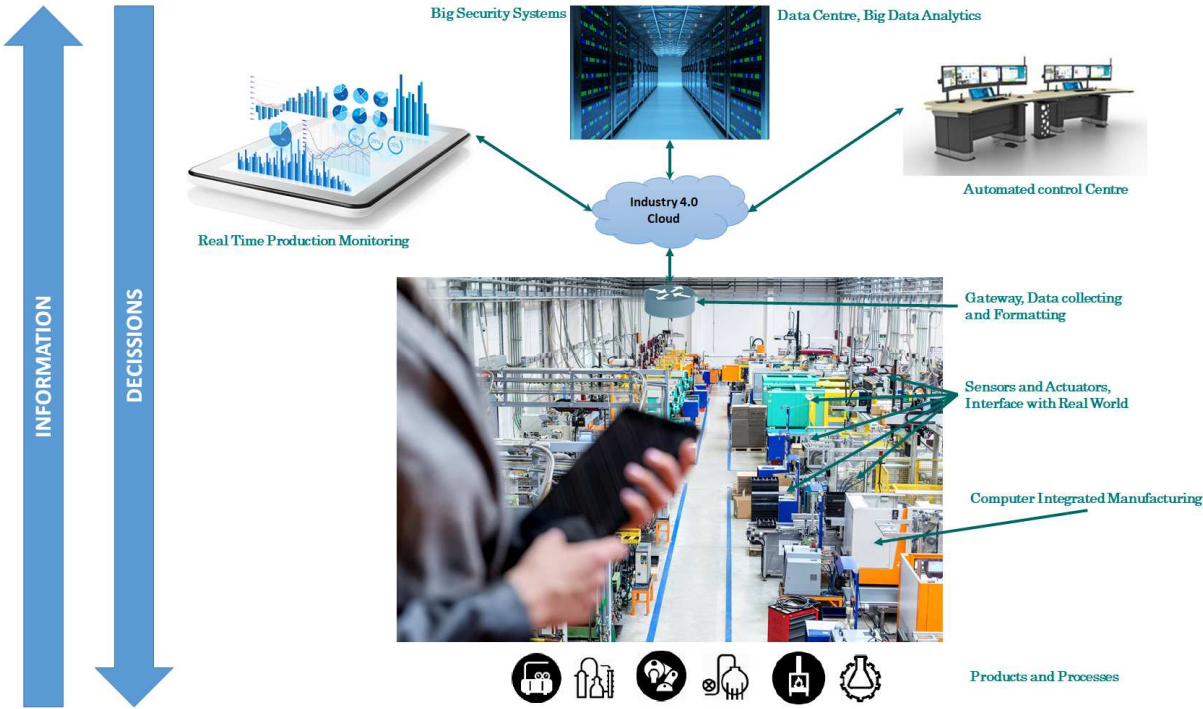 Big Security Systems
Data Centre, Big Data Analytics
Real Time Production Monitoring
Industry 4.0
Cloud
Automated control Centre
INFORMATION
DECISSIONS
Gateway, Data collecting
and Formatting
Sensors and Actuators,
Interface with Real World
Computer Integrated Manufacturing
Products and Processes